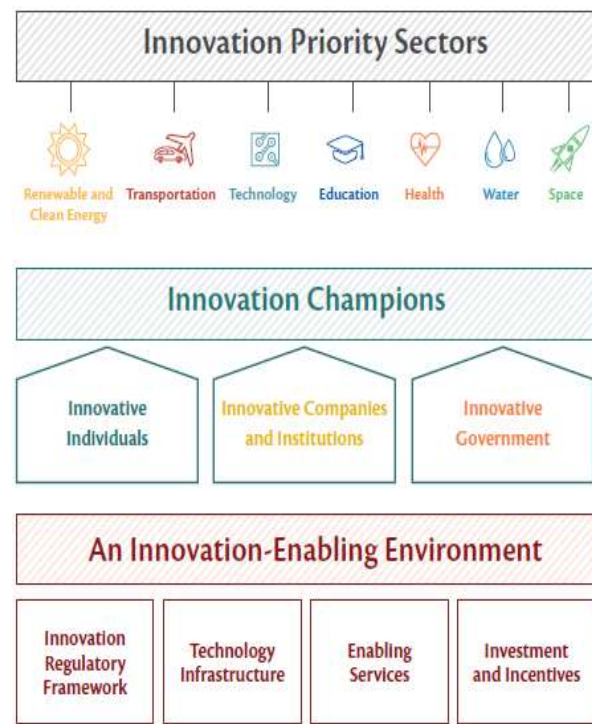 Innovation Priority Sectors
Renewable and
Clean Energy
Transportation
Technology
Education
Health
Water
Space
Innovation Champions
Innovative
Individuals
Innovative Companies
and Institutions
Innovative
Government
An Innovation-Enabling Environment
Innovation
Regulatory
Framework
Technology
Infrastructure
Enabling
Services
Investment
and Incentives